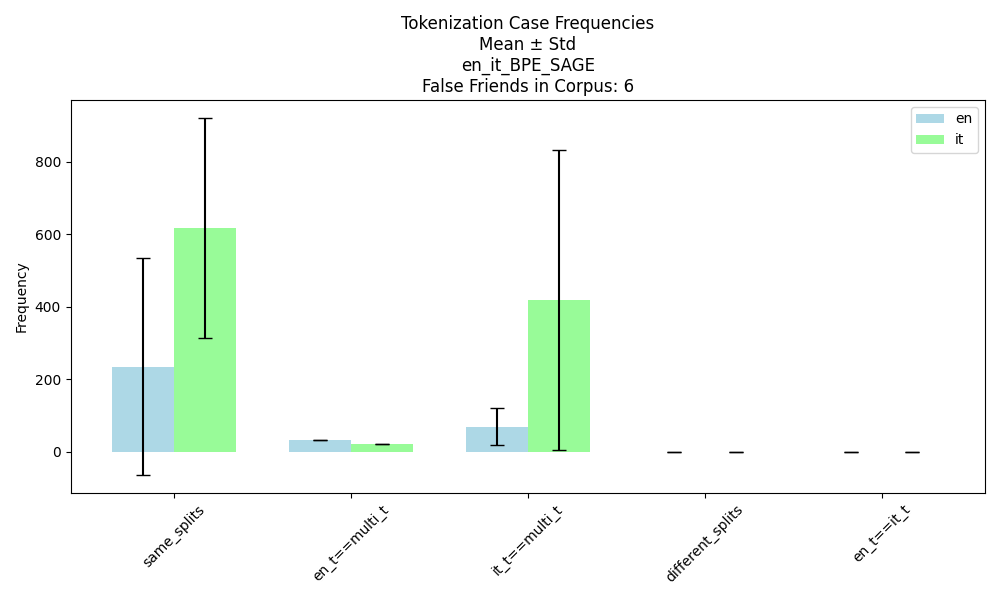 Tokenization Case Frequencies
Mean ± Std
en_it_BPE_SAGE
False Friends in Corpus: 6
en
it
Frequency
800
600
400
200
0
same_splits
en_t==multi_t
it_t==multi_t
different_splits
en_t==it_t